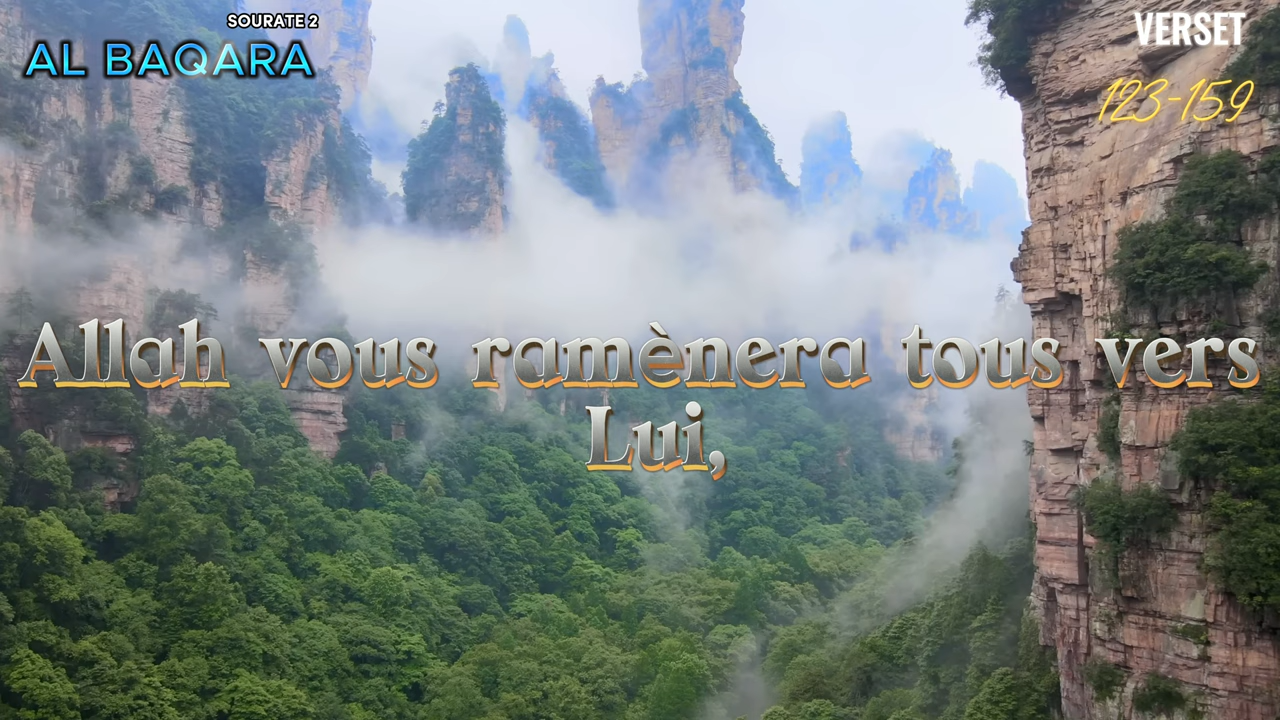 SOURATE 2
AL BAQARA
VERSET
123-159
Allah vous ramènera tous vers
Lui,